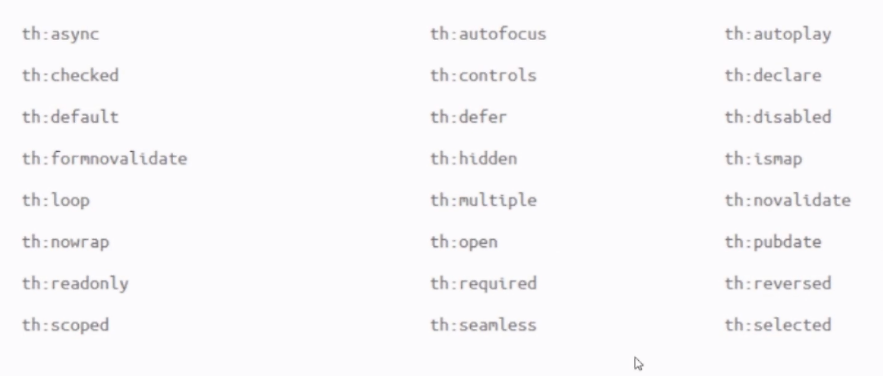 th:async th:autofocus th:autoplay
th:checked th:controls th:declare
th:default th:defer th:disabled
th:formnovalidate th:hidden th:ismap
th:loop th:multiple th:novalidate
th:nowrap th:open th:pubdate
th:readonly th:required th:reversed
th:scoped th:seamless th:selected